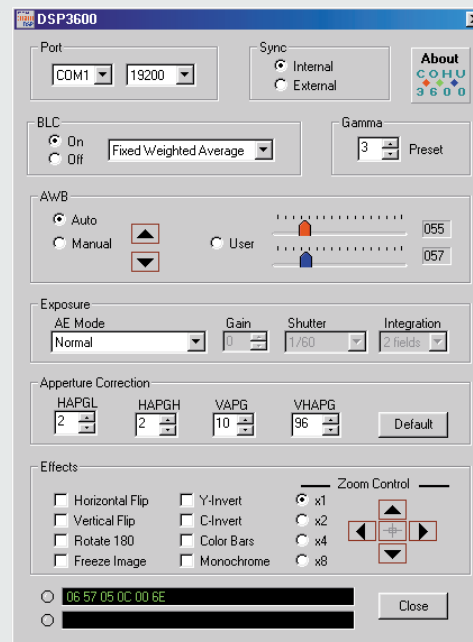 DSP3600
Port
COM1
19200
Sync
Internal
External
About
COHU
3600
BLC
On
Off
Fixed Weighted Average
Gamma
3
Preset
AWB
Auto
Manual
User
055
057
Exposure
AE Mode
Normal
Gain
0
Shutter
1/60
Integration
2 fields
Apperture Correction
HAPGL
2
HAPGH
2
VAPG
10
VHAPG
96
Default
Effects
Horizontal Flip
Vertical Flip
Rotate 180
Freeze Image
Y-Invert
C-Invert
Color Bars
Monochrome
Zoom Control
x1
x2
x4
x8
06 57 05 0C 00 6E
Close